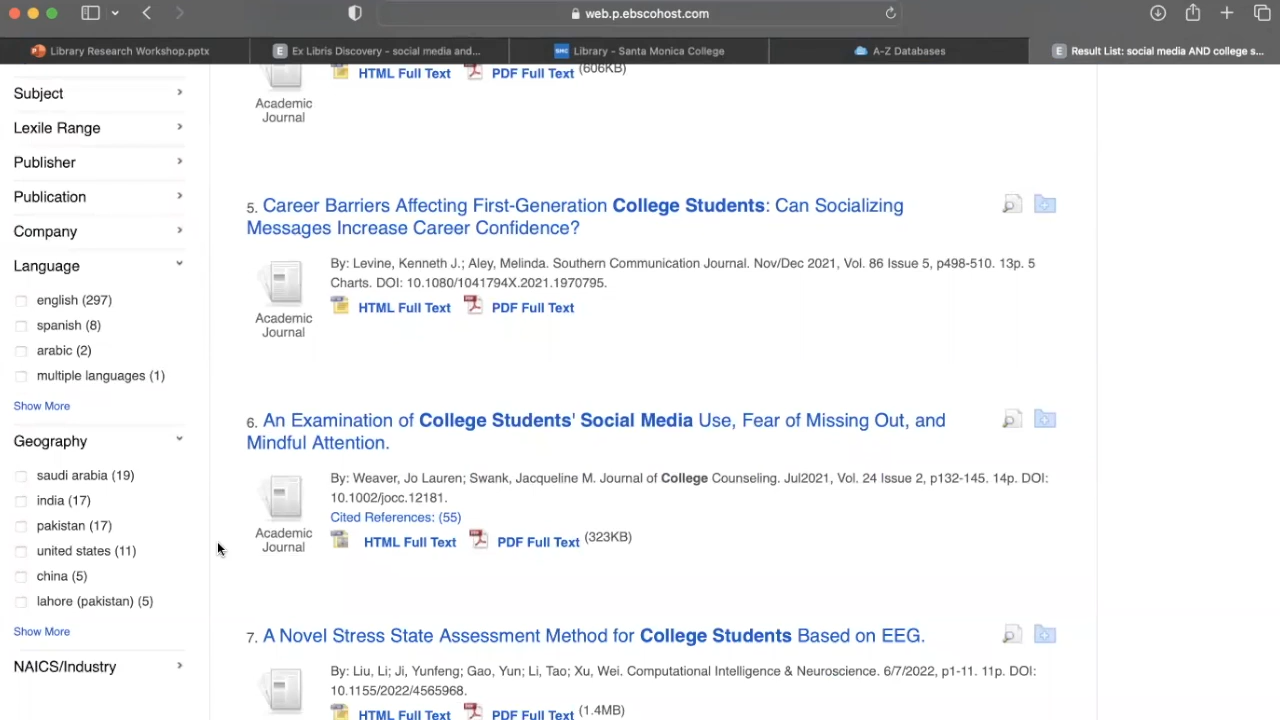 web.p.ebscohost.com
Library Research Workshop.pptx
Ex Libris Discovery - social media and...
SMC Library - Santa Monica College
A-Z Databases
E Result List: social media AND college s...
Subject
Lexile Range
Publisher
Publication
Company
Language
english (297)
spanish (8)
arabic (2)
multiple languages (1)
Show More
Geography
saudi arabia (19)
india (17)
pakistan (17)
united states (11)
china (5)
lahore (pakistan) (5)
Show More
NAICS/Industry
HTML Full Text PDF Full Text (606KB)
Academic
Journal
5. Career Barriers Affecting First-Generation College Students: Can Socializing
Messages Increase Career Confidence?
By: Levine, Kenneth J.; Aley, Melinda. Southern Communication Journal. Nov/Dec 2021, Vol. 86 Issue 5, p498-510. 13p. 5
Charts. DOI: 10.1080/1041794X.2021.1970795.
HTML Full Text PDF Full Text
Academic
Journal
6. An Examination of College Students' Social Media Use, Fear of Missing Out, and
Mindful Attention.
By: Weaver, Jo Lauren; Swank, Jacqueline M. Journal of College Counseling. Jul2021, Vol. 24 Issue 2, p132-145. 14p. DOI:
10.1002/jocc.12181.
Cited References: (55)
HTML Full Text PDF Full Text (323KB)
Academic
Journal
7. A Novel Stress State Assessment Method for College Students Based on EEG.
By: Liu, Li; Ji, Yunfeng; Gao, Yun; Li, Tao; Xu, Wei. Computational Intelligence & Neuroscience. 6/7/2022, p1-11. 11p. DOI:
10.1155/2022/4565968.
HTML Full Text PDF Full Text (1.4MB)